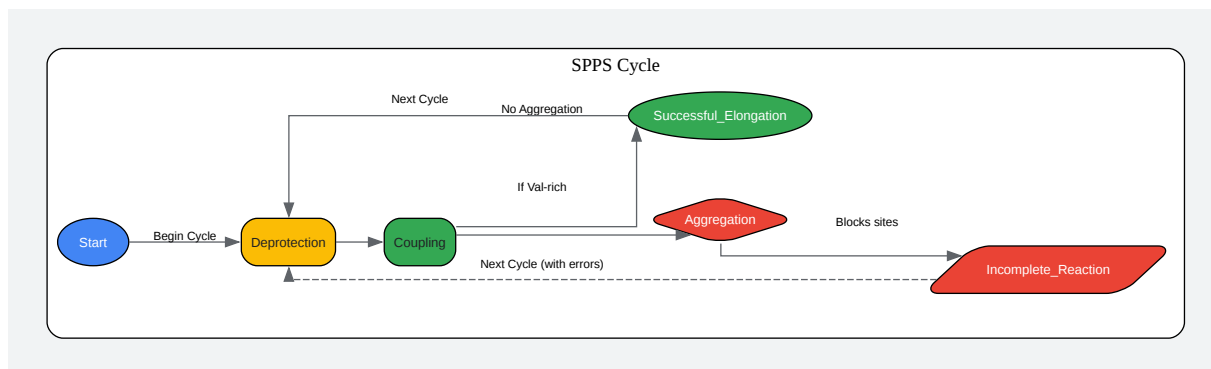 SPPS Cycle
Next Cycle
No Aggregation
Successful_Elongation
If Val-rich
Aggregation
Blocks sites
Start
Begin Cycle
Deprotection
Coupling
Next Cycle (with errors)
Incomplete_Reaction